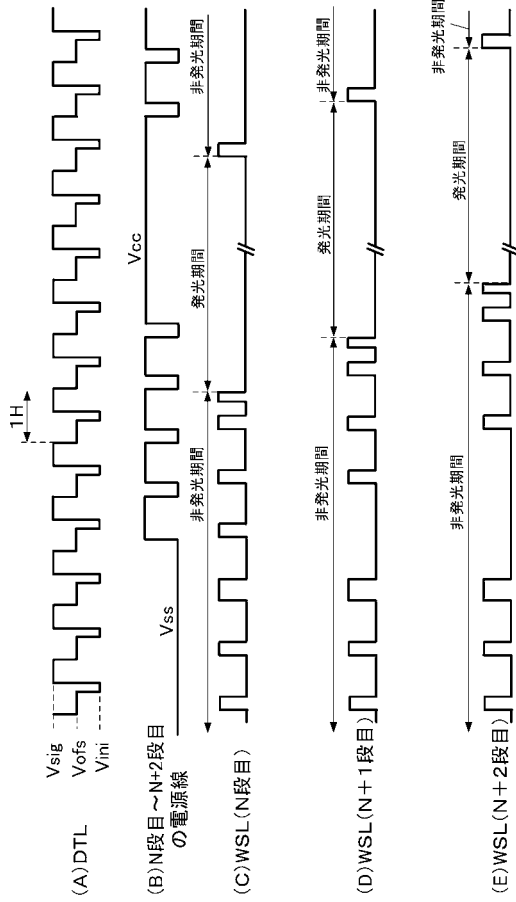 (A)DTL
Vsig
Vofs
Vini
1H
(B)N段目～N+2段目
の電源線
Vss
Vcc
(C)WSL(N段目)
非発光期間
発光期間
非発光期間
(D)WSL(N+1段目)
非発光期間
発光期間
非発光期間
(E)WSL(N+2段目)
非発光期間
発光期間
非発光期間